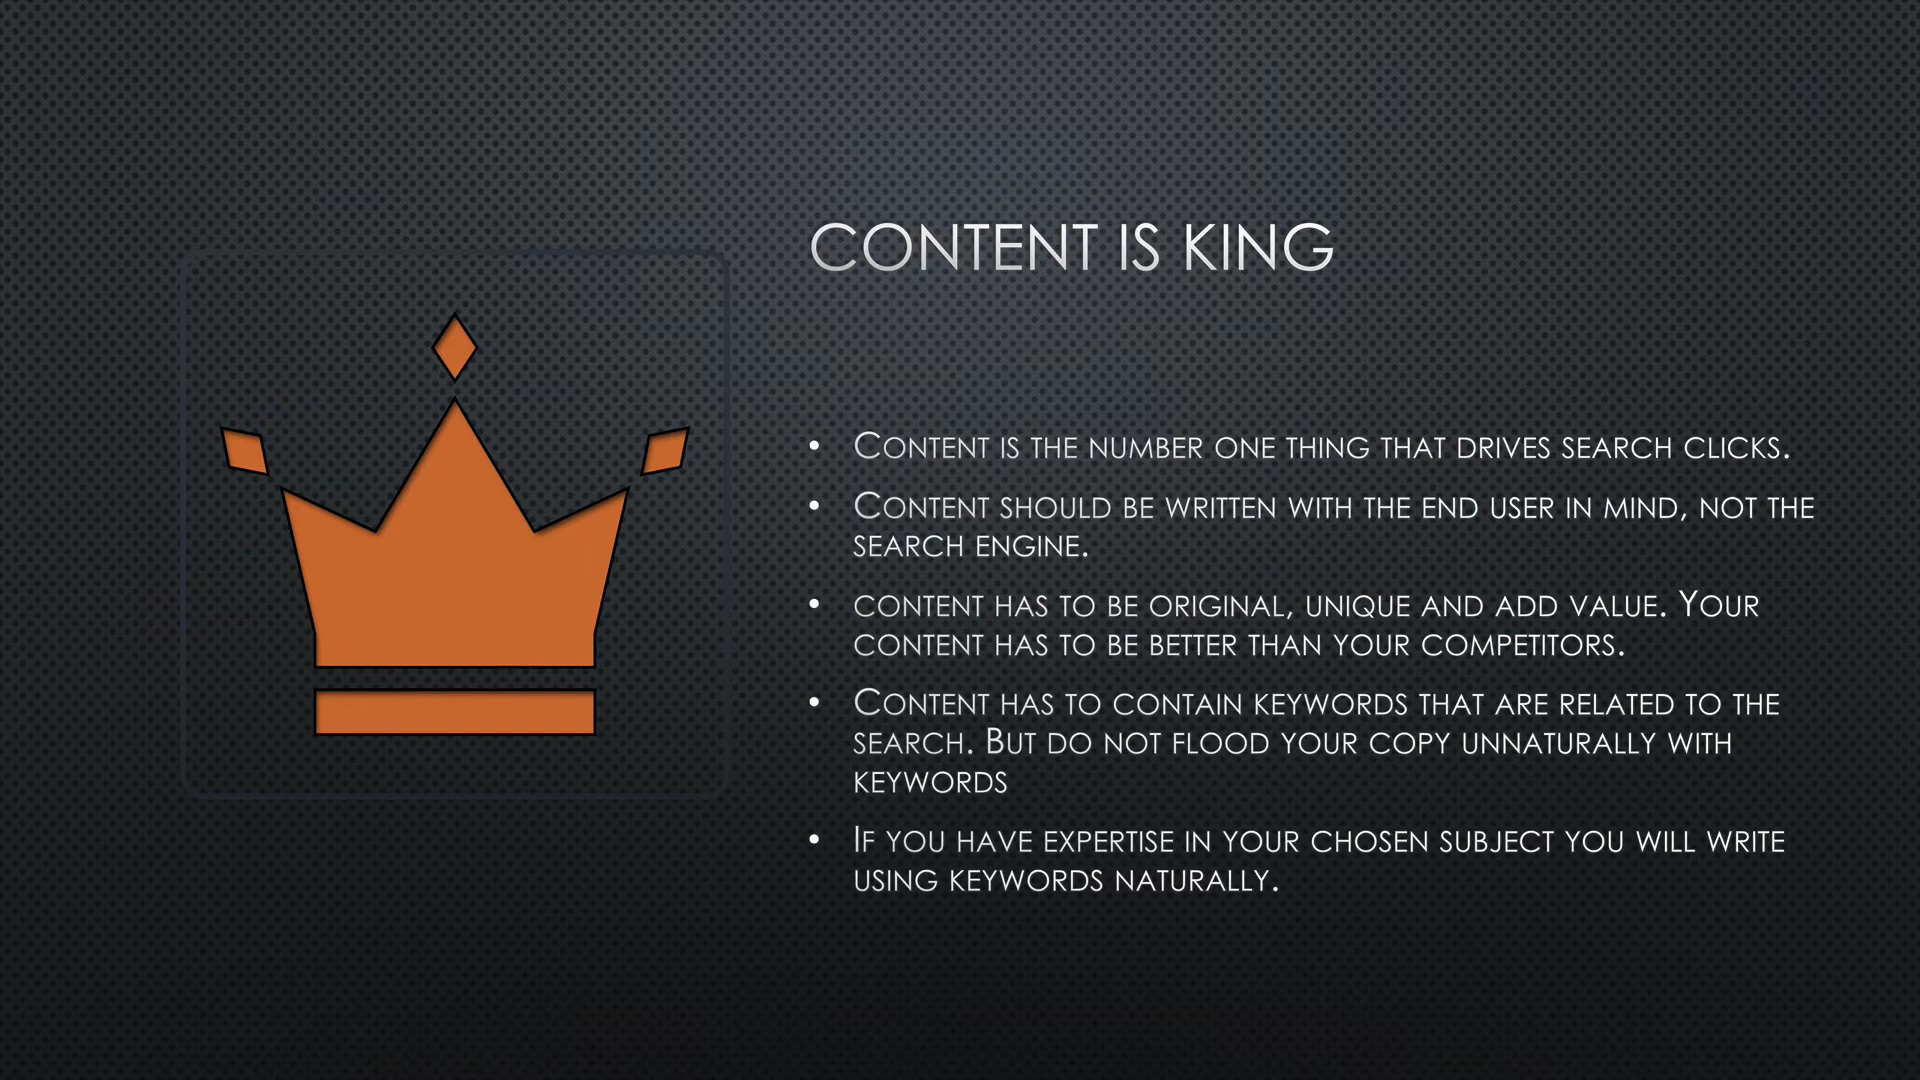 CONTENT IS KING
• Content is the number one thing that drives search clicks.
• Content should be written with the end user in mind, not the
search engine.
• content has to be original, unique and add value. Your
content has to be better than your competitors.
• Content has to contain keywords that are related to the
search. But do not flood your copy unnaturally with
keywords
• If you have expertise in your chosen subject you will write
using keywords naturally.